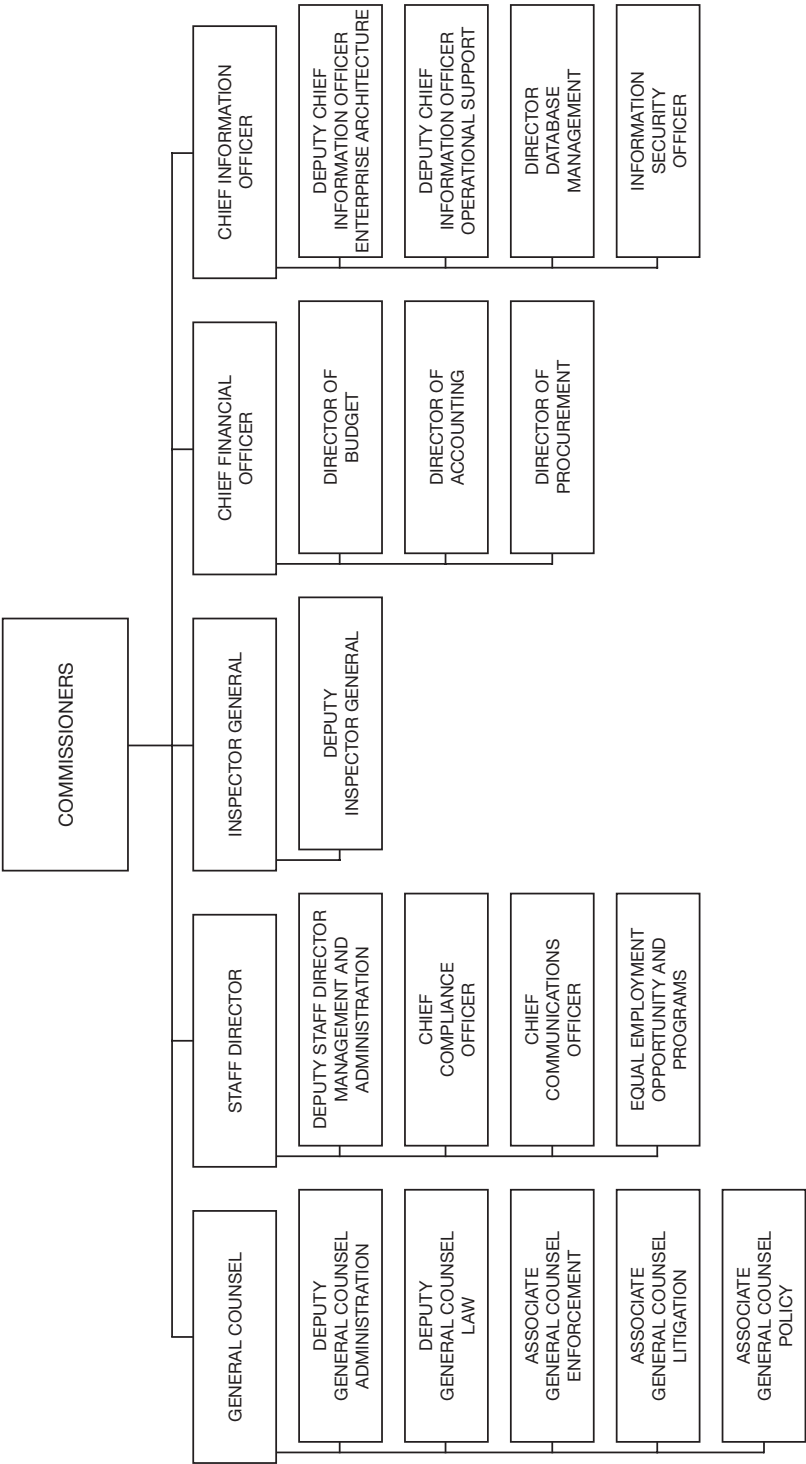 COMMISSIONERS
GENERAL COUNSEL
DEPUTY
GENERAL COUNSEL
ADMINISTRATION
DEPUTY
GENERAL COUNSEL
LAW
ASSOCIATE
GENERAL COUNSEL
ENFORCEMENT
ASSOCIATE
GENERAL COUNSEL
LITIGATION
ASSOCIATE
GENERAL COUNSEL
POLICY
STAFF DIRECTOR
DEPUTY STAFF DIRECTOR
MANAGEMENT AND
ADMINISTRATION
CHIEF
COMPLIANCE
OFFICER
CHIEF
COMMUNICATIONS
OFFICER
EQUAL EMPLOYMENT
OPPORTUNITY AND
PROGRAMS
INSPECTOR GENERAL
DEPUTY
INSPECTOR GENERAL
CHIEF FINANCIAL
OFFICER
DIRECTOR OF
BUDGET
DIRECTOR OF
ACCOUNTING
DIRECTOR OF
PROCUREMENT
CHIEF INFORMATION
OFFICER
DEPUTY CHIEF
INFORMATION OFFICER
ENTERPRISE ARCHITECTURE
DEPUTY CHIEF
INFORMATION OFFICER
OPERATIONAL SUPPORT
DIRECTOR
DATABASE
MANAGEMENT
INFORMATION
SECURITY
OFFICER